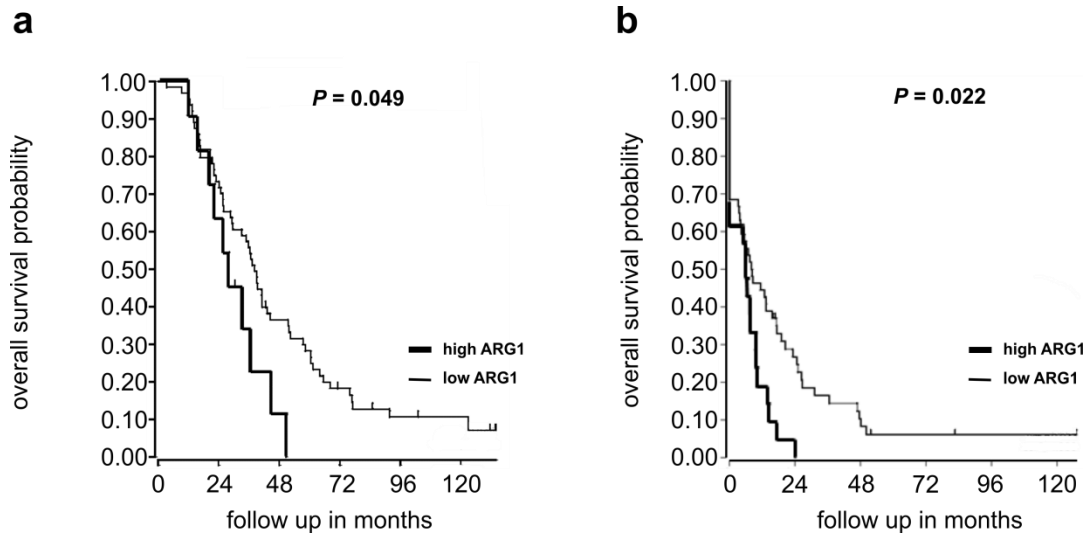 a
P = 0.049
overall survival probability
1.00
0.90
0.80
0.70
0.60
0.50
0.40
0.30
0.20
0.10
0.00
high ARG1
low ARG1
0 24 48 72 96 120
follow up in months
b
P = 0.022
overall survival probability
1.00
0.90
0.80
0.70
0.60
0.50
0.40
0.30
0.20
0.10
0.00
high ARG1
low ARG1
0 24 48 72 96 120
follow up in months